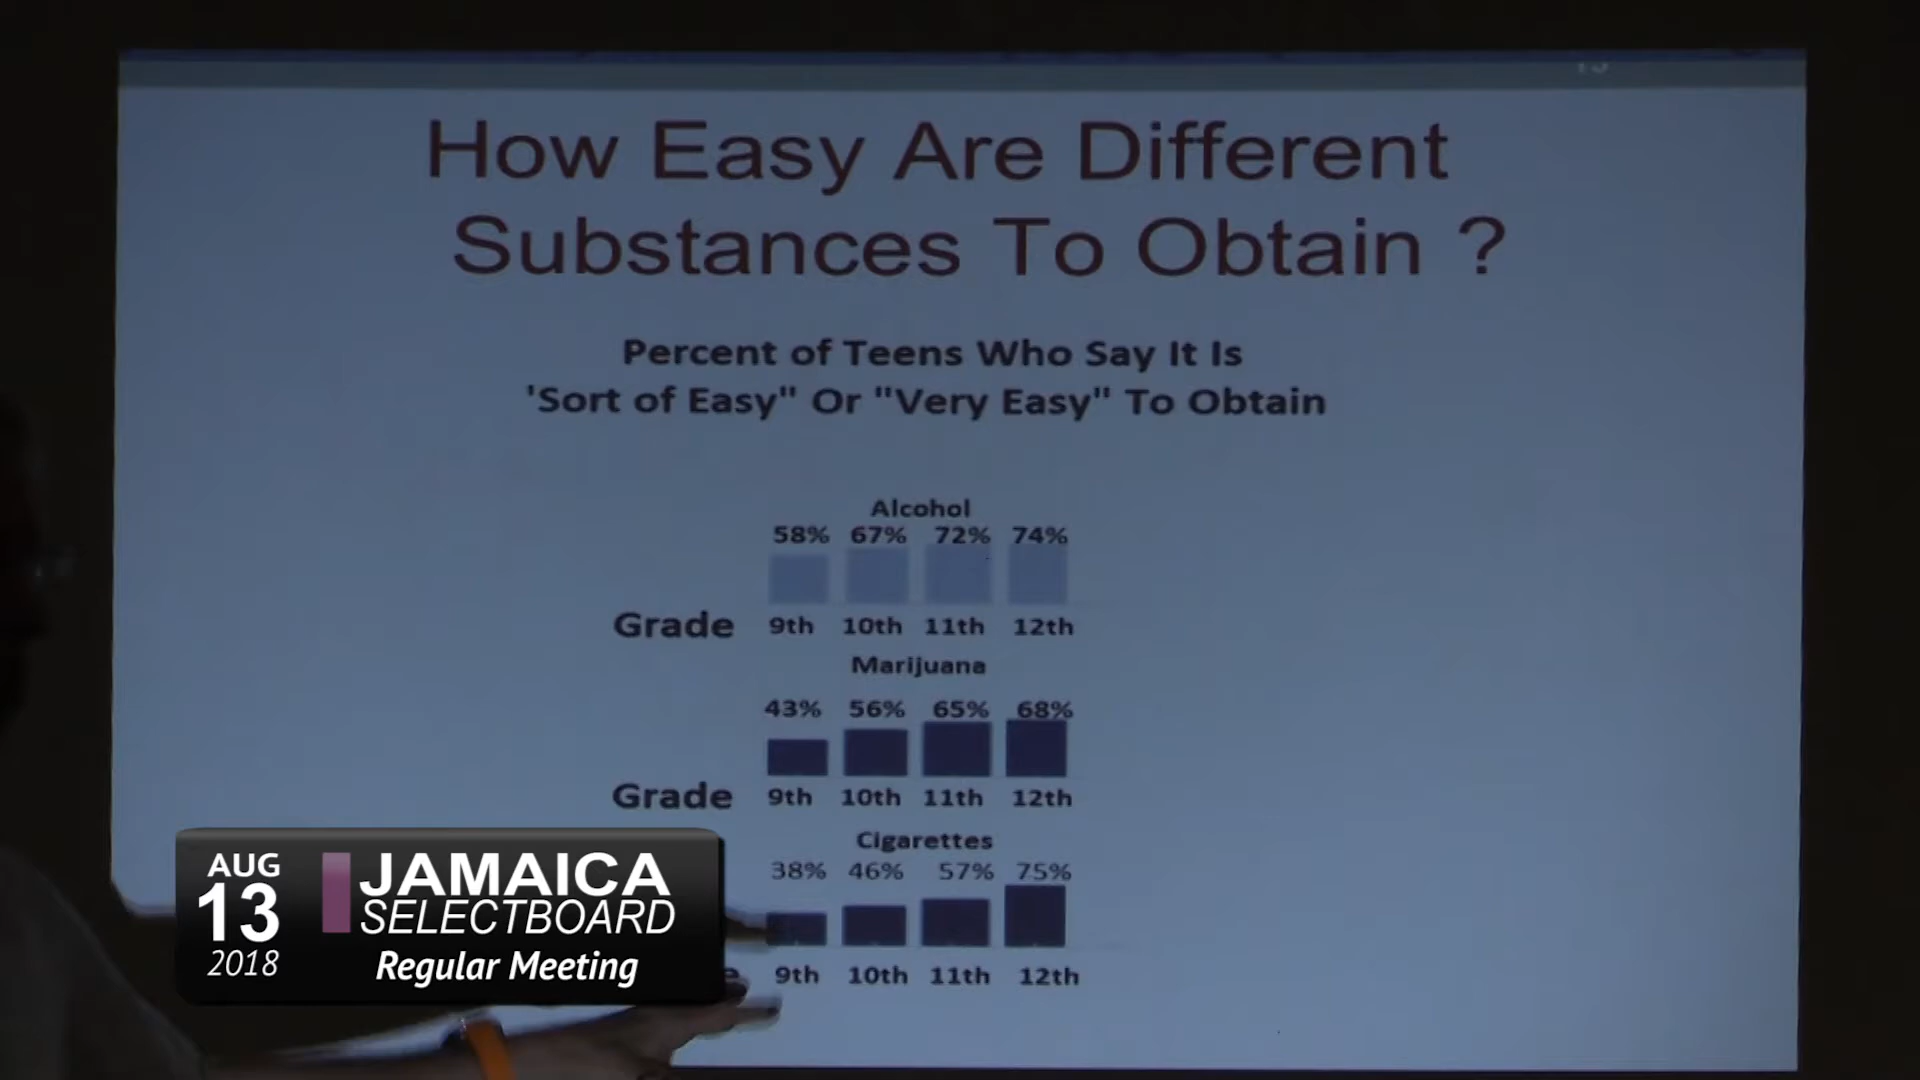 How Easy Are Different
Substances To Obtain ?
Percent of Teens Who Say It Is
'Sort of Easy" Or "Very Easy" To Obtain
Alcohol
58% 67% 72% 74%
Grade 9th 10th 11th 12th
Marijuana
43% 56% 65% 68%
Grade 9th 10th 11th 12th
Cigarettes
38% 46% 57% 75%
9th 10th 11th 12th
AUG
13
2018
JAMAICA
SELECTBOARD
Regular Meeting